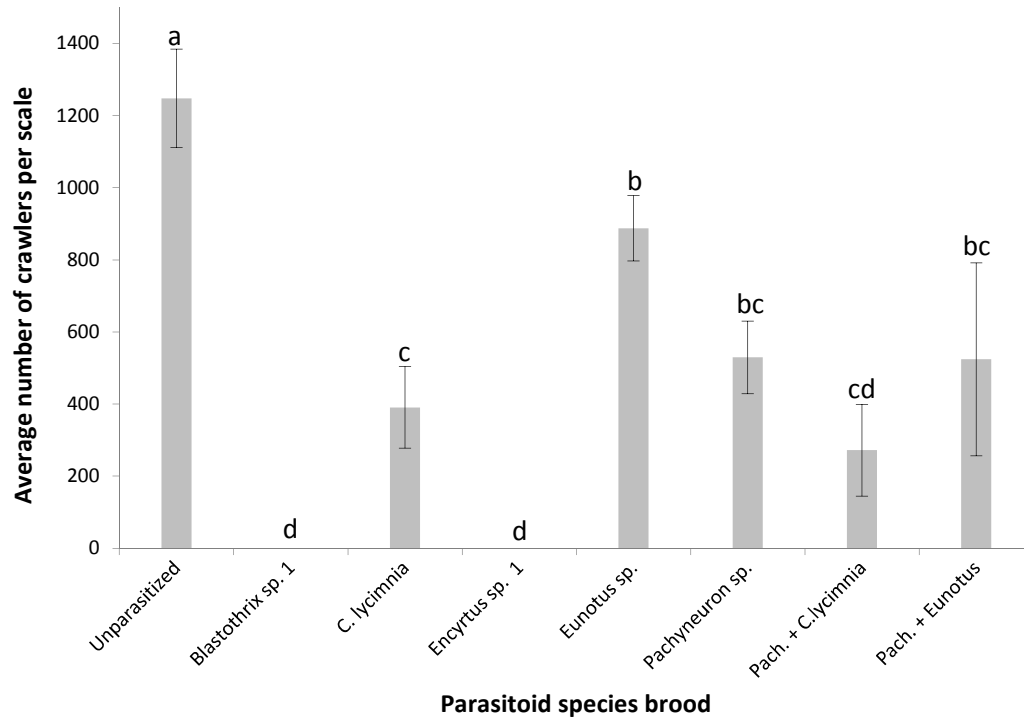 Average number of crawlers per scale
1400
1200
1000
800
600
400
200
0
a
d
c
d
b
bc
cd
bc
Unparasitized
Blastothrix sp. 1
C. lycimnia
Encyrtus sp. 1
Eunotus sp.
Pachyneuron sp.
Pach. + C.lycimnia
Pach. + Eunotus
Parasitoid species brood